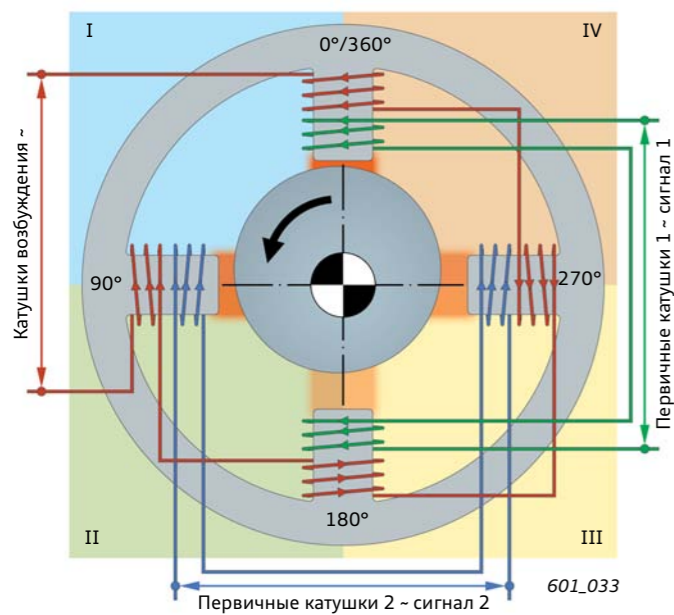 I
IV
0°/360°
Катушки возбуждения ~
90°
270°
Первичные катушки 1 ~ сигнал 1
180°
II
III
601_033
Первичные катушки 2 ~ сигнал 2